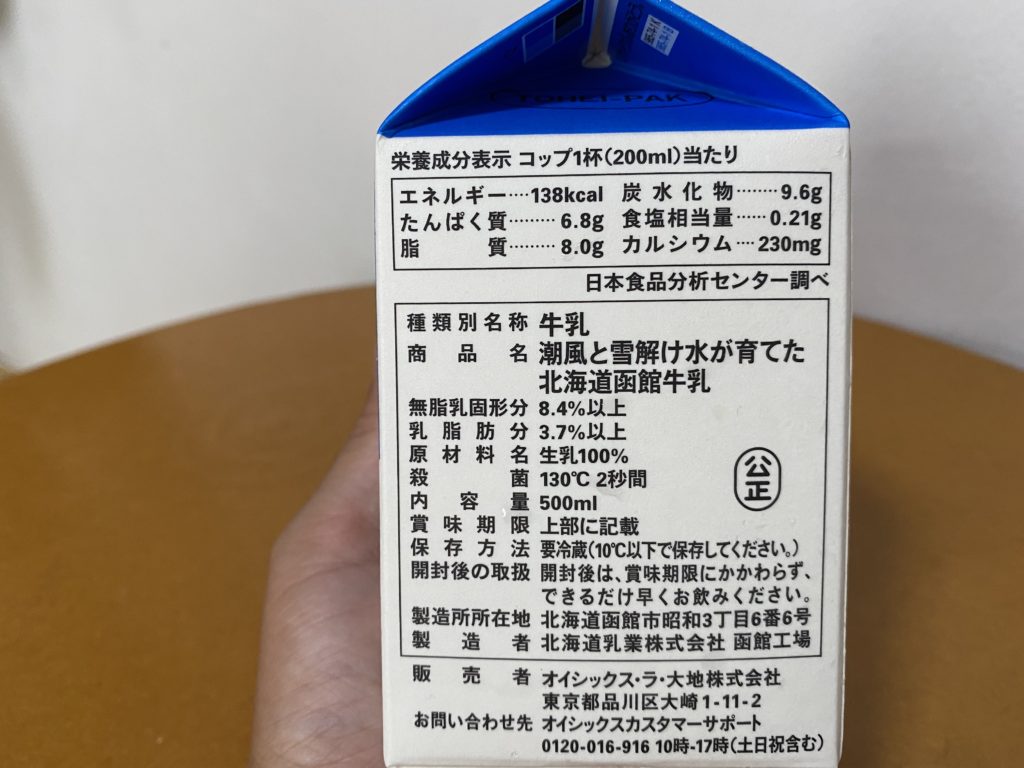 TOHEI-PAK
栄養成分表示 コップ1杯(200ml)当たり
エネルギー…138kcal 炭水化物……9.6g
たんぱく質……6.8g 食塩相当量……0.21g
脂質……8.0g カルシウム…230mg
日本食品分析センター調べ
種類別名称 牛乳
商品名 潮風と雪解け水が育てた
北海道函館牛乳
無脂乳固形分 8.4%以上
乳脂肪分 3.7%以上
原材料名 生乳100%
殺菌 130℃ 2秒間
内容量 500ml
賞味期限 上部に記載
保存方法 要冷蔵(10℃以下で保存してください。)
開封後の取扱 開封後は、賞味期限にかかわらず、
できるだけ早くお飲みください。
製造所所在地 北海道函館市昭和3丁目6番6号
製造者 北海道乳業株式会社 函館工場
公正
販売者 オイシックス・ラ・大地株式会社
東京都品川区大崎1-11-2
お問い合わせ先 オイシックスカスタマーサポート
0120-016-916 10時-17時(土日祝含む)